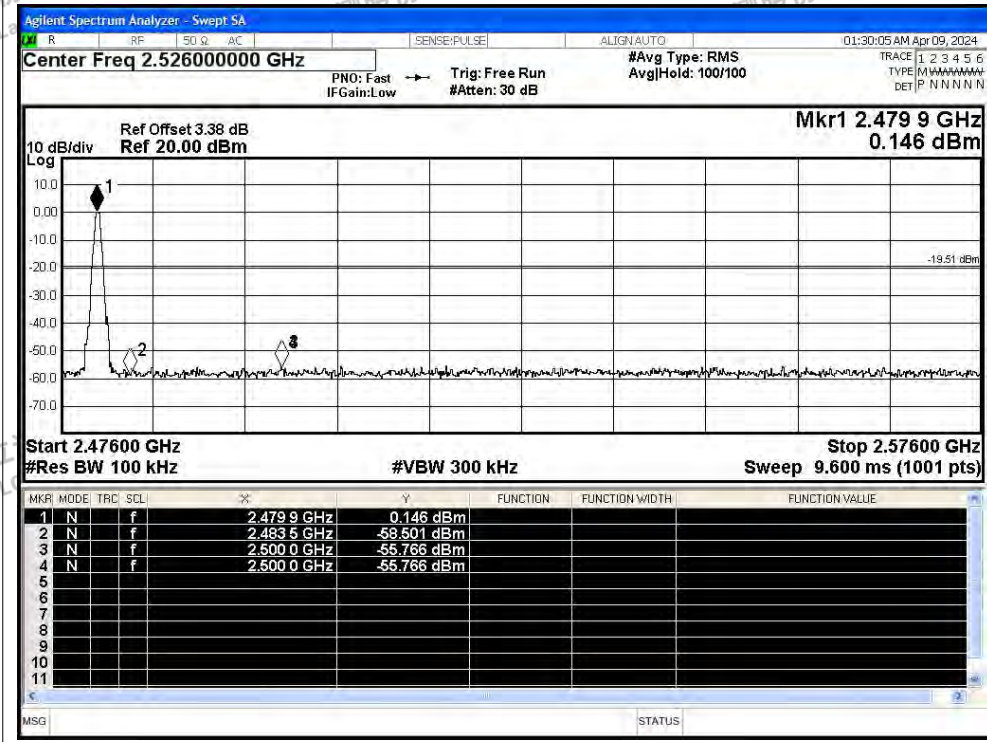 Agilent Spectrum Analyzer - Swept SA
R RF 50 Ω AC SENSE:PULSE ALIGN AUTO 01:30:05 AM Apr 09, 2024
Center Freq 2.526000000 GHz #Avg Type: RMS TRACE 1 2 3 4 5 6
PNO: Fast Trig: Free Run Avg|Hold: 100/100 TYPE M
IFGain:Low #Atten: 30 dB DET P N N N N N
Mkr1 2.479 9 GHz
0.146 dBm
Ref Offset 3.38 dB
10 dB/div Ref 20.00 dBm
Log
10.0
0.00
-10.0
-20.0
-30.0
-40.0
-50.0
-60.0
-70.0
1
2
-19.51 dBm
Start 2.47600 GHz Stop 2.57600 GHz
#Res BW 100 kHz #VBW 300 kHz Sweep 9.600 ms (1001 pts)
MKR MODE TRC SCL X Y FUNCTION FUNCTION WIDTH FUNCTION VALUE
1 N f 2.479 9 GHz 0.146 dBm
2 N f 2.483 5 GHz -58.501 dBm
3 N f 2.500 0 GHz -55.766 dBm
4 N f 2.500 0 GHz -55.766 dBm
5
6
7
8
9
10
11
MSG STATUS